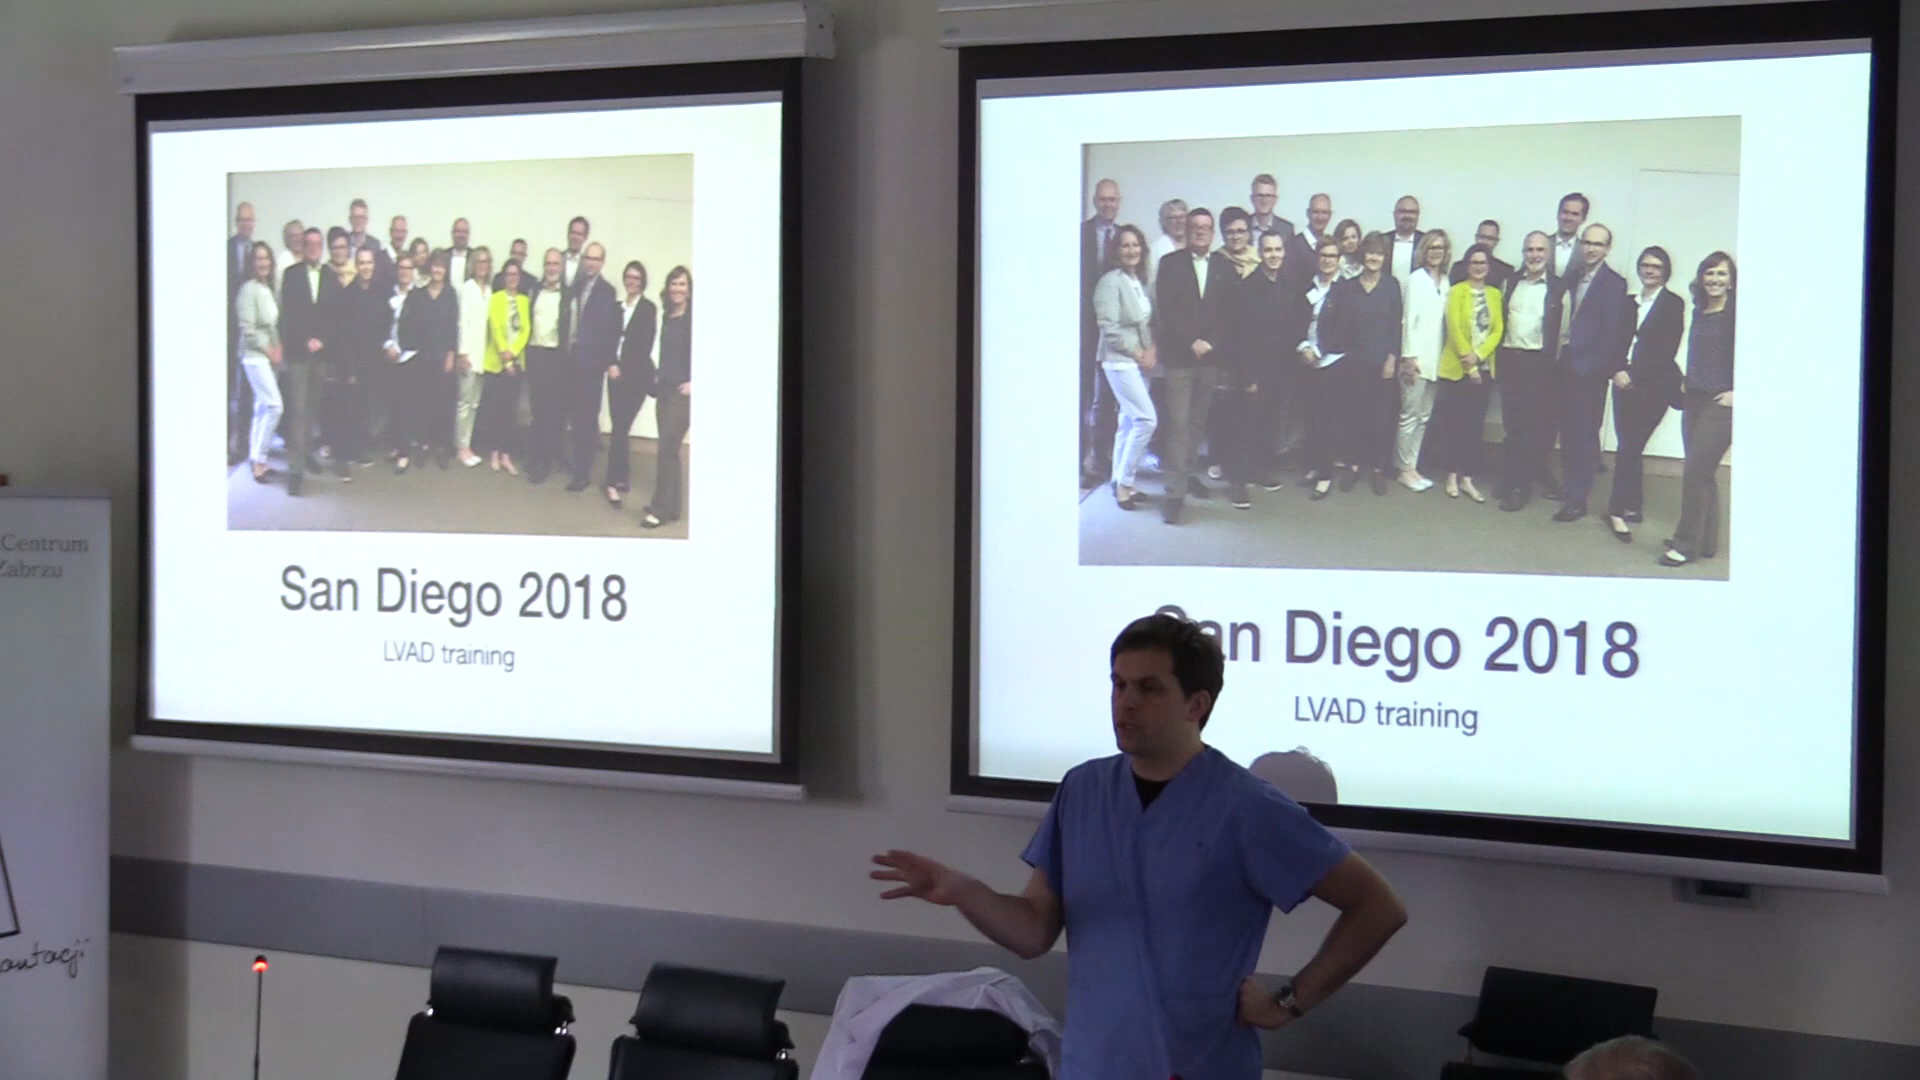 Centrum
Zabrzu
San Diego 2018
LVAD training
San Diego 2018
LVAD training